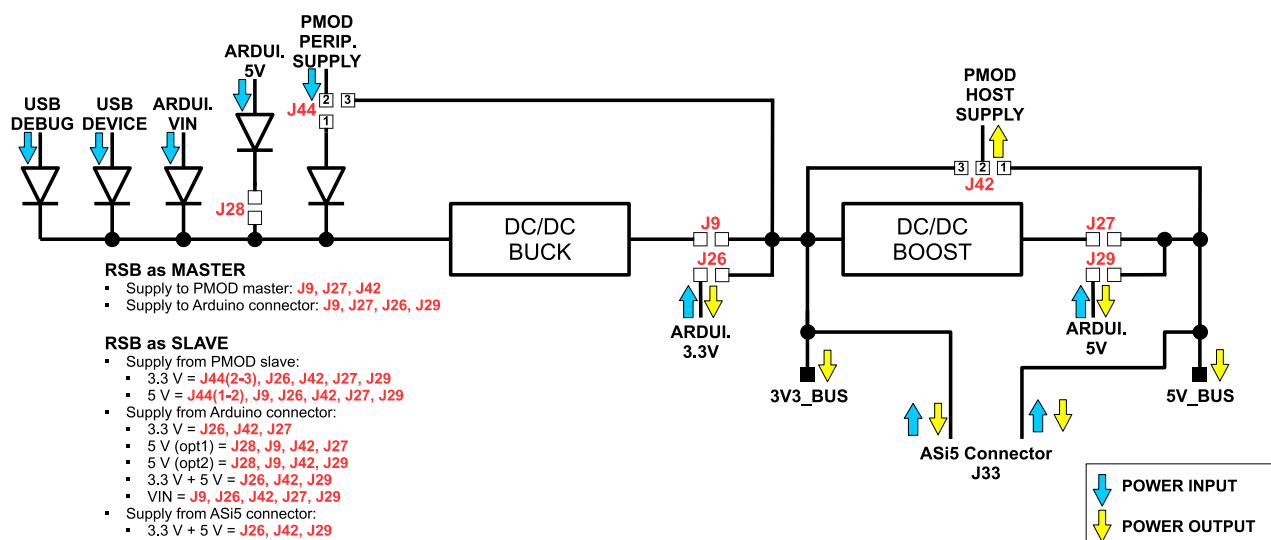 PMOD
PERIP.
SUPPLY
ARDUI.
5V
USB
DEBUG
USB
DEVICE
ARDUI.
VIN
J44
2 3
1
J28
PMOD
HOST
SUPPLY
3 2 1
J42
DC/DC
BUCK
J9
J26
DC/DC
BOOST
J27
J29
ARDUI.
3.3V
ARDUI.
5V
3V3_BUS
5V_BUS
ASi5 Connector
J33
RSB as MASTER
▪ Supply to PMOD master: J9, J27, J42
▪ Supply to Arduino connector: J9, J27, J26, J29
RSB as SLAVE
▪ Supply from PMOD slave:
▪ 3.3 V = J44(2-3), J26, J42, J27, J29
▪ 5 V = J44(1-2), J9, J26, J42, J27, J29
▪ Supply from Arduino connector:
▪ 3.3 V = J26, J42, J27
▪ 5 V (opt1) = J28, J9, J42, J27
▪ 5 V (opt2) = J28, J9, J42, J29
▪ 3.3 V + 5 V = J26, J42, J29
▪ VIN = J9, J26, J42, J27, J29
▪ Supply from ASi5 connector:
▪ 3.3 V + 5 V = J26, J42, J29
POWER INPUT
POWER OUTPUT